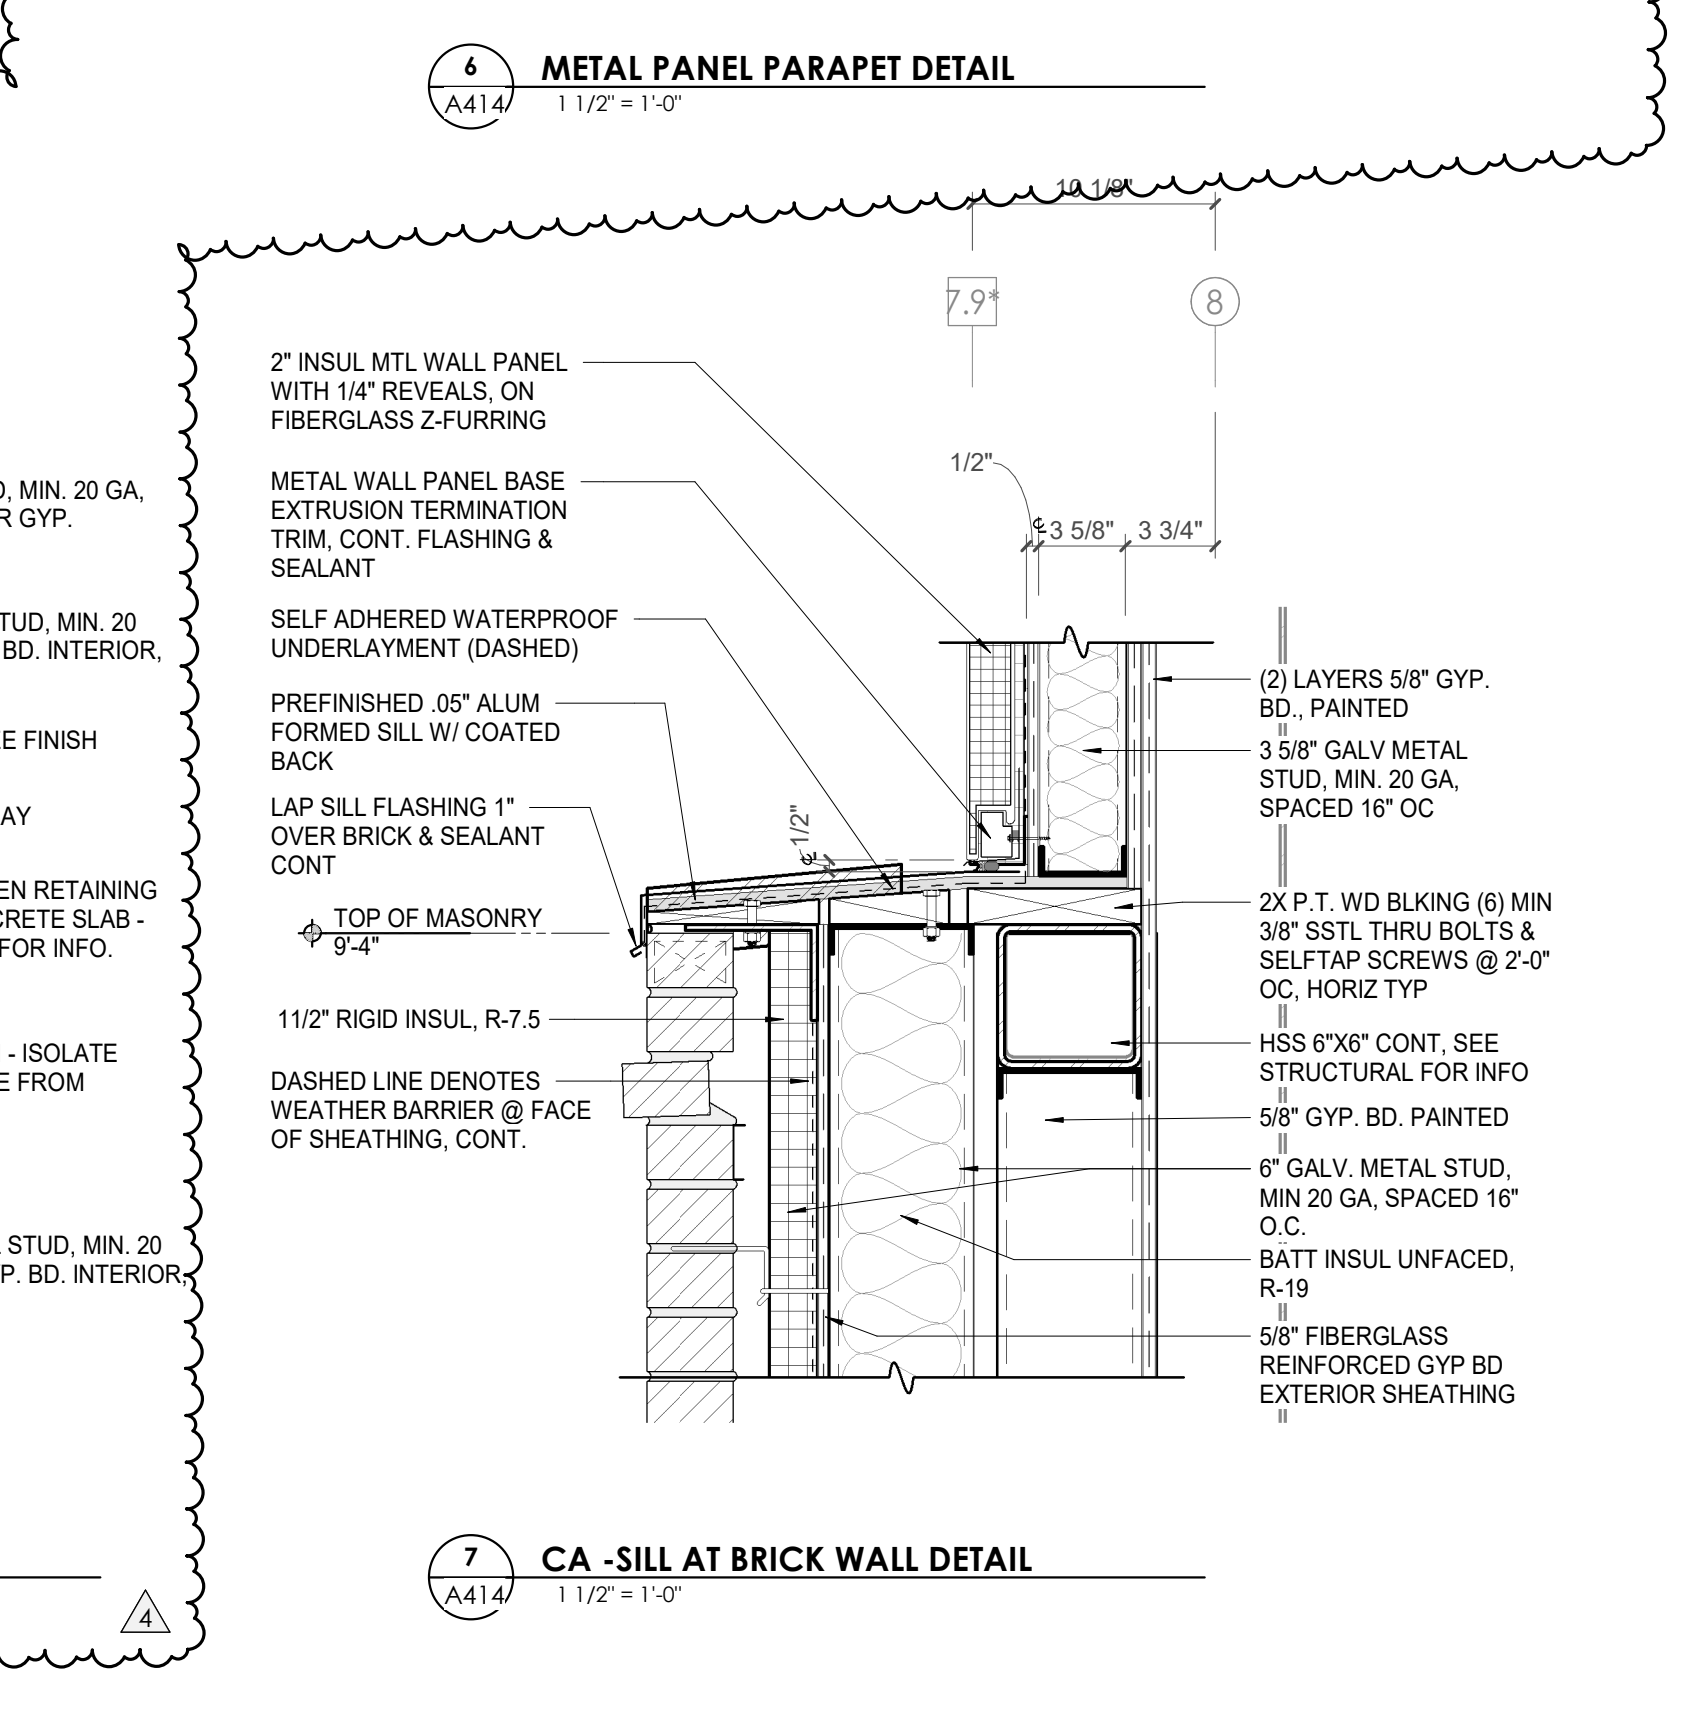 6
METAL PANEL PARAPET DETAIL
A414
1 1/2" = 1'-0"
10 1/8"
7.9*
8
2" INSUL MTL WALL PANEL
WITH 1/4" REVEALS, ON
FIBERGLASS Z-FURRING
METAL WALL PANEL BASE
EXTRUSION TERMINATION
TRIM, CONT. FLASHING &
SEALANT
SELF ADHERED WATERPROOF
UNDERLAYMENT (DASHED)
PREFINISHED .05" ALUM
FORMED SILL W/ COATED
BACK
LAP SILL FLASHING 1"
OVER BRICK & SEALANT
CONT
TOP OF MASONRY
9'-4"
11/2" RIGID INSUL, R-7.5
DASHED LINE DENOTES
WEATHER BARRIER @ FACE
OF SHEATHING, CONT.
1/2"
℄
3 5/8"
3 3/4"
℄ 1/2"
(2) LAYERS 5/8" GYP.
BD., PAINTED
3 5/8" GALV METAL
STUD, MIN. 20 GA,
SPACED 16" OC
2X P.T. WD BLKING (6) MIN
3/8" SSTL THRU BOLTS &
SELFTAP SCREWS @ 2'-0"
OC, HORIZ TYP
HSS 6"X6" CONT, SEE
STRUCTURAL FOR INFO
5/8" GYP. BD. PAINTED
6" GALV. METAL STUD,
MIN 20 GA, SPACED 16"
O.C.
BATT INSUL UNFACED,
R-19
5/8" FIBERGLASS
REINFORCED GYP BD
EXTERIOR SHEATHING
, MIN. 20 GA,
R GYP.
TUD, MIN. 20
BD. INTERIOR,
E FINISH
AY
EN RETAINING
CRETE SLAB -
FOR INFO.
- ISOLATE
E FROM
STUD, MIN. 20
P. BD. INTERIOR,
4
7
CA -SILL AT BRICK WALL DETAIL
A414
1 1/2" = 1'-0"